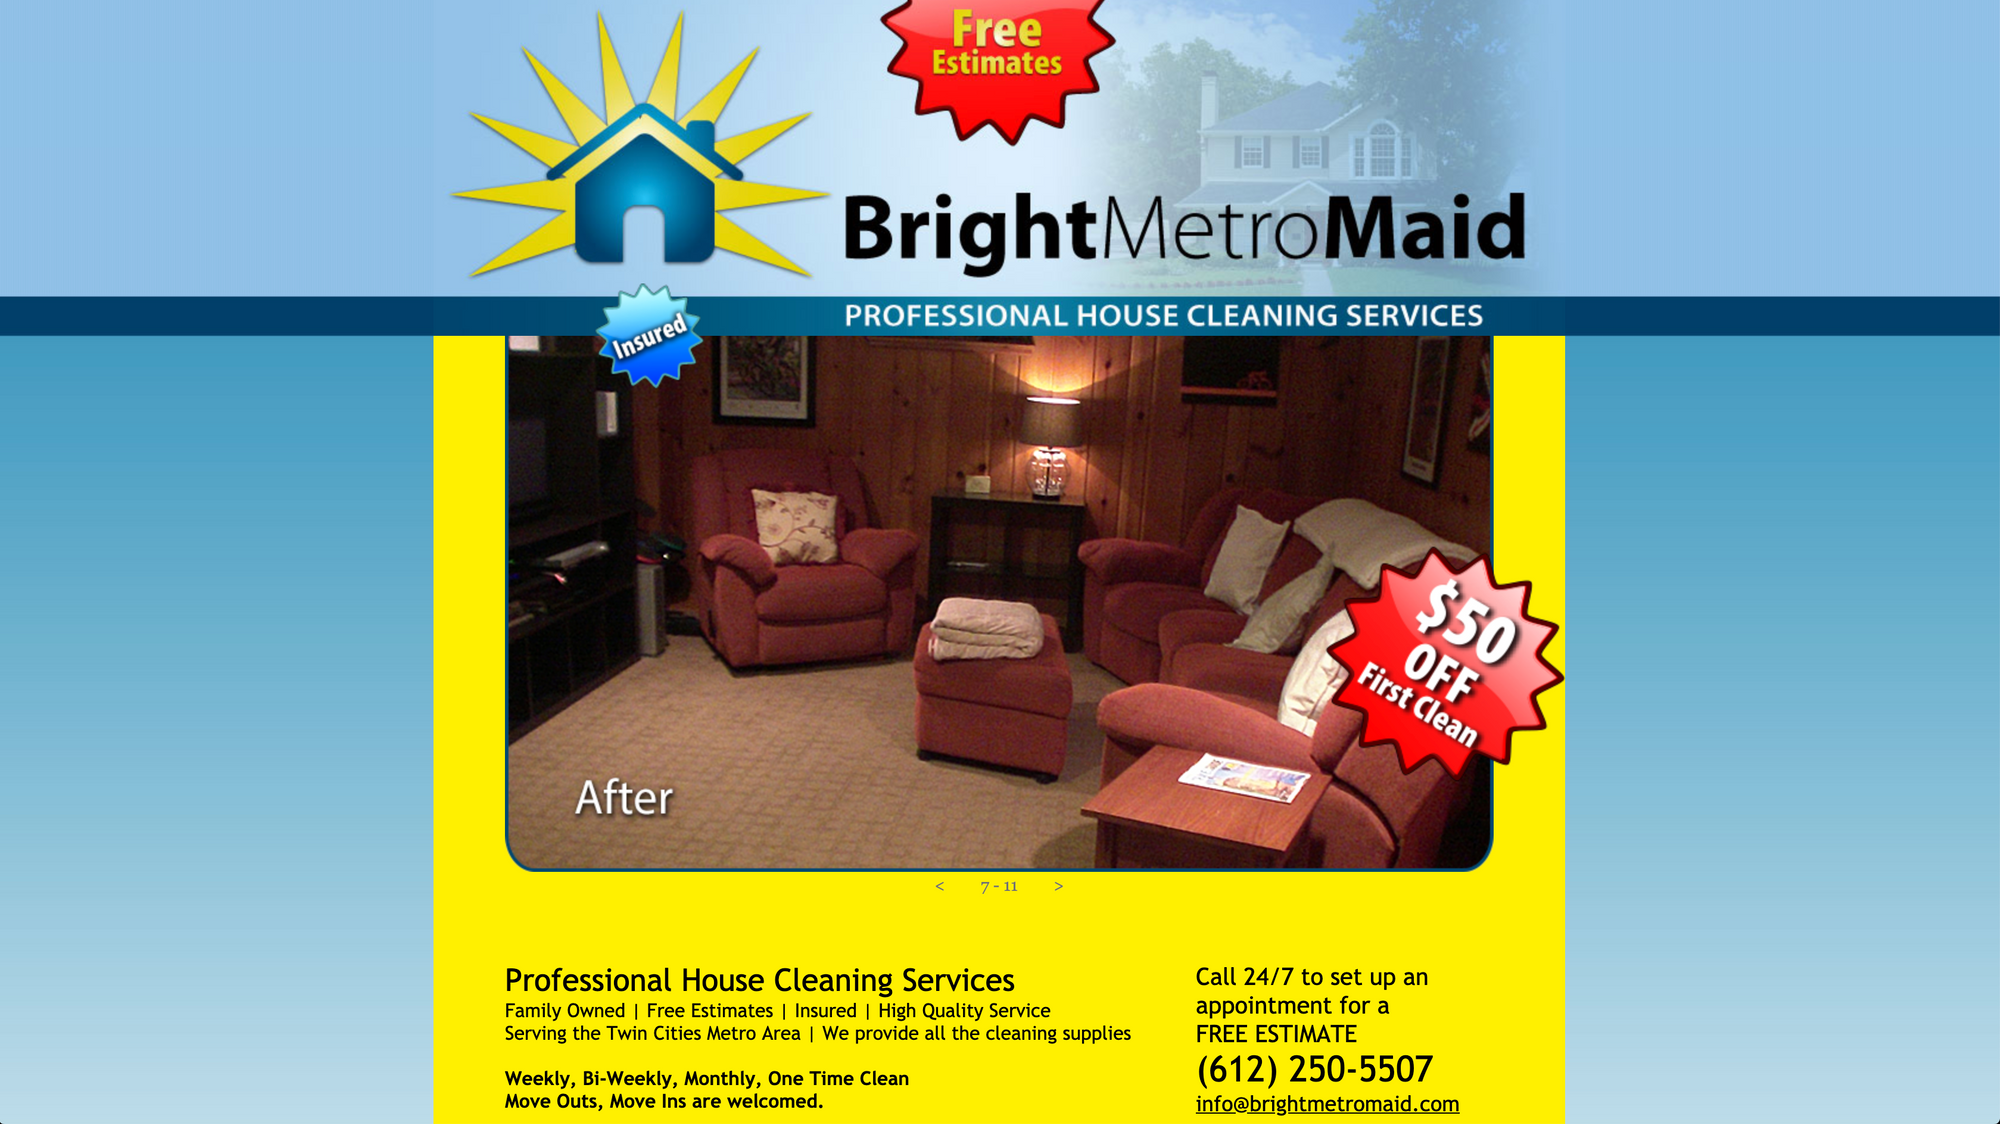 Free
Estimates
BrightMetroMaid
PROFESSIONAL HOUSE CLEANING SERVICES
Insured
$50
OFF
First Clean
After
< 7 - 11 >
Professional House Cleaning Services
Family Owned | Free Estimates | Insured | High Quality Service
Serving the Twin Cities Metro Area | We provide all the cleaning supplies
Weekly, Bi-Weekly, Monthly, One Time Clean
Move Outs, Move Ins are welcomed.
Call 24/7 to set up an
appointment for a
FREE ESTIMATE
(612) 250-5507
info@brightmetromaid.com